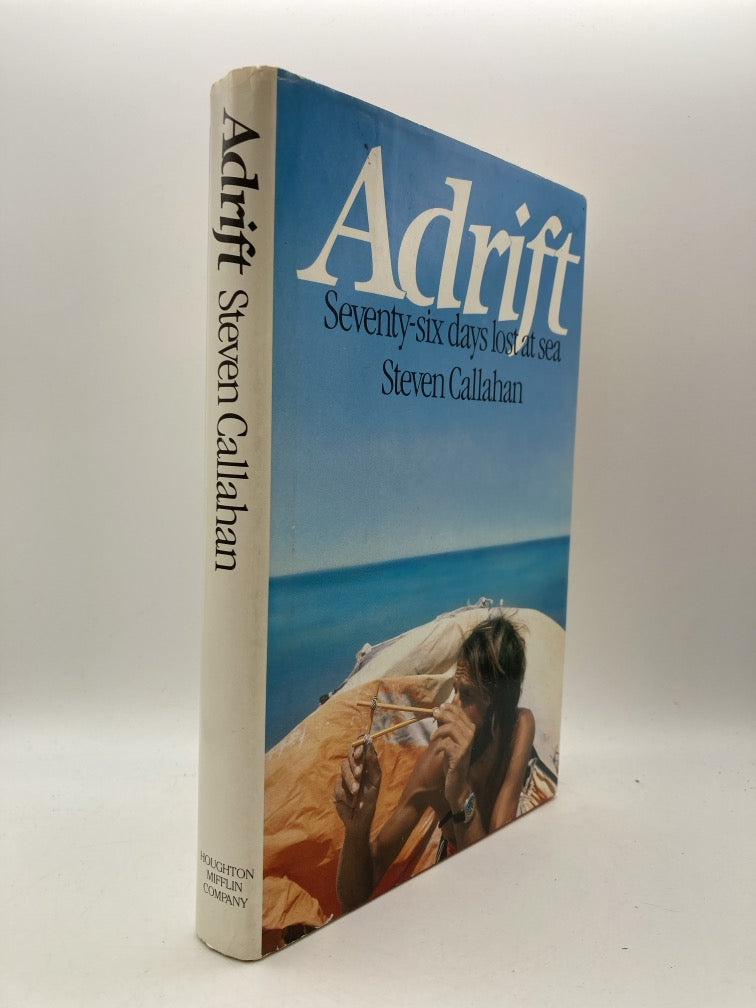 Adrift Steven Callahan
HOUGHTON
MIFFLIN
COMPANY
Adrift
Seventy-six days lost at sea
Steven Callahan